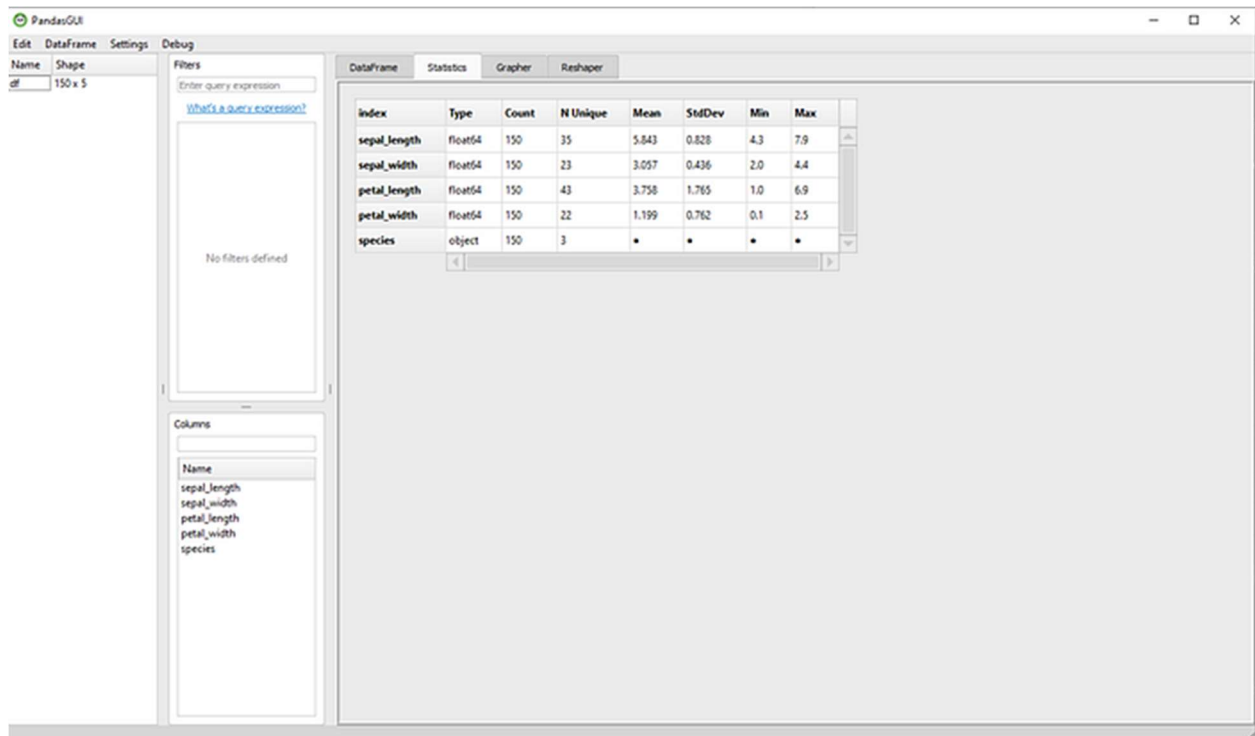 PandasGUI
Edit DataFrame Settings Debug
Name Shape
df 150 x 5
Filters
Enter query expression
What's a query expression?
No filters defined
Columns
Name
sepal_length
sepal_width
petal_length
petal_width
species
DataFrame Statistics Grapher Reshaper
index Type Count N Unique Mean StdDev Min Max
sepal_length float64 150 35 5.843 0.828 4.3 7.9
sepal_width float64 150 23 3.057 0.436 2.0 4.4
petal_length float64 150 43 3.758 1.765 1.0 6.9
petal_width float64 150 22 1.199 0.762 0.1 2.5
species object 150 3 • • • •